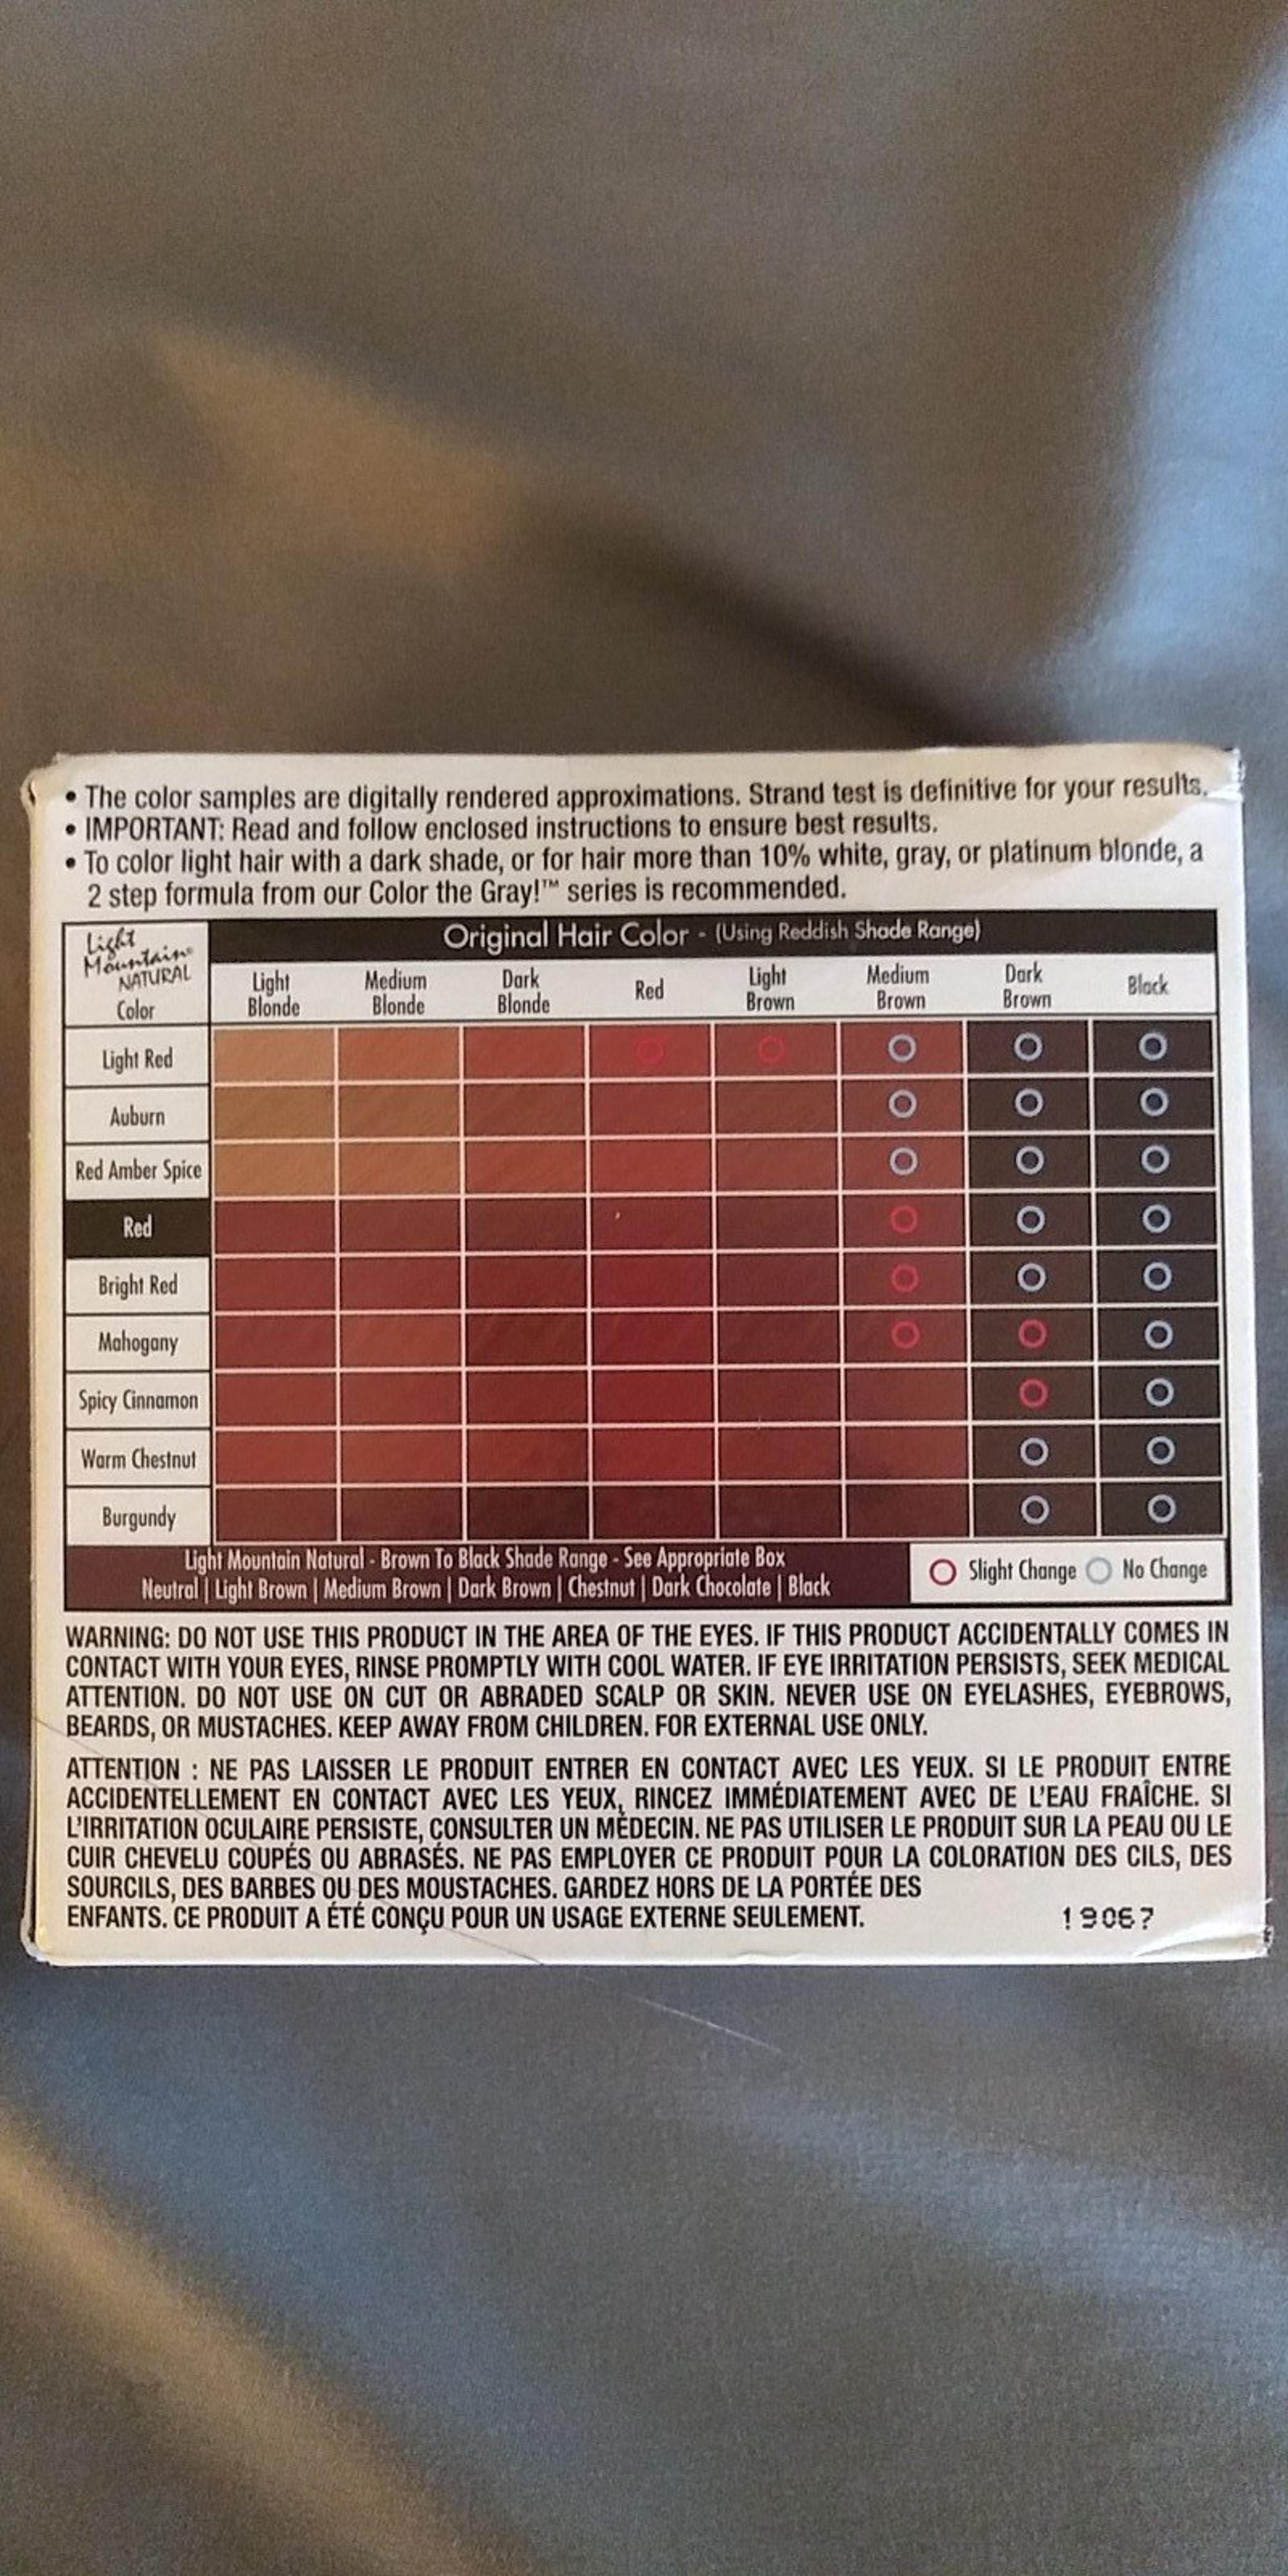 • The color samples are digitally rendered approximations. Strand test is definitive for your results.
• IMPORTANT: Read and follow enclosed instructions to ensure best results.
• To color light hair with a dark shade, or for hair more than 10% white, gray, or platinum blonde, a
2 step formula from our Color the Gray!™ series is recommended.
Light Mountain® NATURAL Color
Original Hair Color - (Using Reddish Shade Range)
Light Blonde
Medium Blonde
Dark Blonde
Red
Light Brown
Medium Brown
Dark Brown
Black
Light Red
Auburn
Red Amber Spice
Red
Bright Red
Mahogany
Spicy Cinnamon
Warm Chestnut
Burgundy
Light Mountain Natural - Brown To Black Shade Range - See Appropriate Box
Neutral | Light Brown | Medium Brown | Dark Brown | Chestnut | Dark Chocolate | Black
Slight Change
No Change
WARNING: DO NOT USE THIS PRODUCT IN THE AREA OF THE EYES. IF THIS PRODUCT ACCIDENTALLY COMES IN
CONTACT WITH YOUR EYES, RINSE PROMPTLY WITH COOL WATER. IF EYE IRRITATION PERSISTS, SEEK MEDICAL
ATTENTION. DO NOT USE ON CUT OR ABRADED SCALP OR SKIN. NEVER USE ON EYELASHES, EYEBROWS,
BEARDS, OR MUSTACHES. KEEP AWAY FROM CHILDREN. FOR EXTERNAL USE ONLY.
ATTENTION : NE PAS LAISSER LE PRODUIT ENTRER EN CONTACT AVEC LES YEUX. SI LE PRODUIT ENTRE
ACCIDENTELLEMENT EN CONTACT AVEC LES YEUX, RINCEZ IMMÉDIATEMENT AVEC DE L'EAU FRAÎCHE. SI
L'IRRITATION OCULAIRE PERSISTE, CONSULTER UN MÉDECIN. NE PAS UTILISER LE PRODUIT SUR LA PEAU OU LE
CUIR CHEVELU COUPÉS OU ABRASÉS. NE PAS EMPLOYER CE PRODUIT POUR LA COLORATION DES CILS, DES
SOURCILS, DES BARBES OU DES MOUSTACHES. GARDEZ HORS DE LA PORTÉE DES
ENFANTS. CE PRODUIT A ÉTÉ CONÇU POUR UN USAGE EXTERNE SEULEMENT.
19067